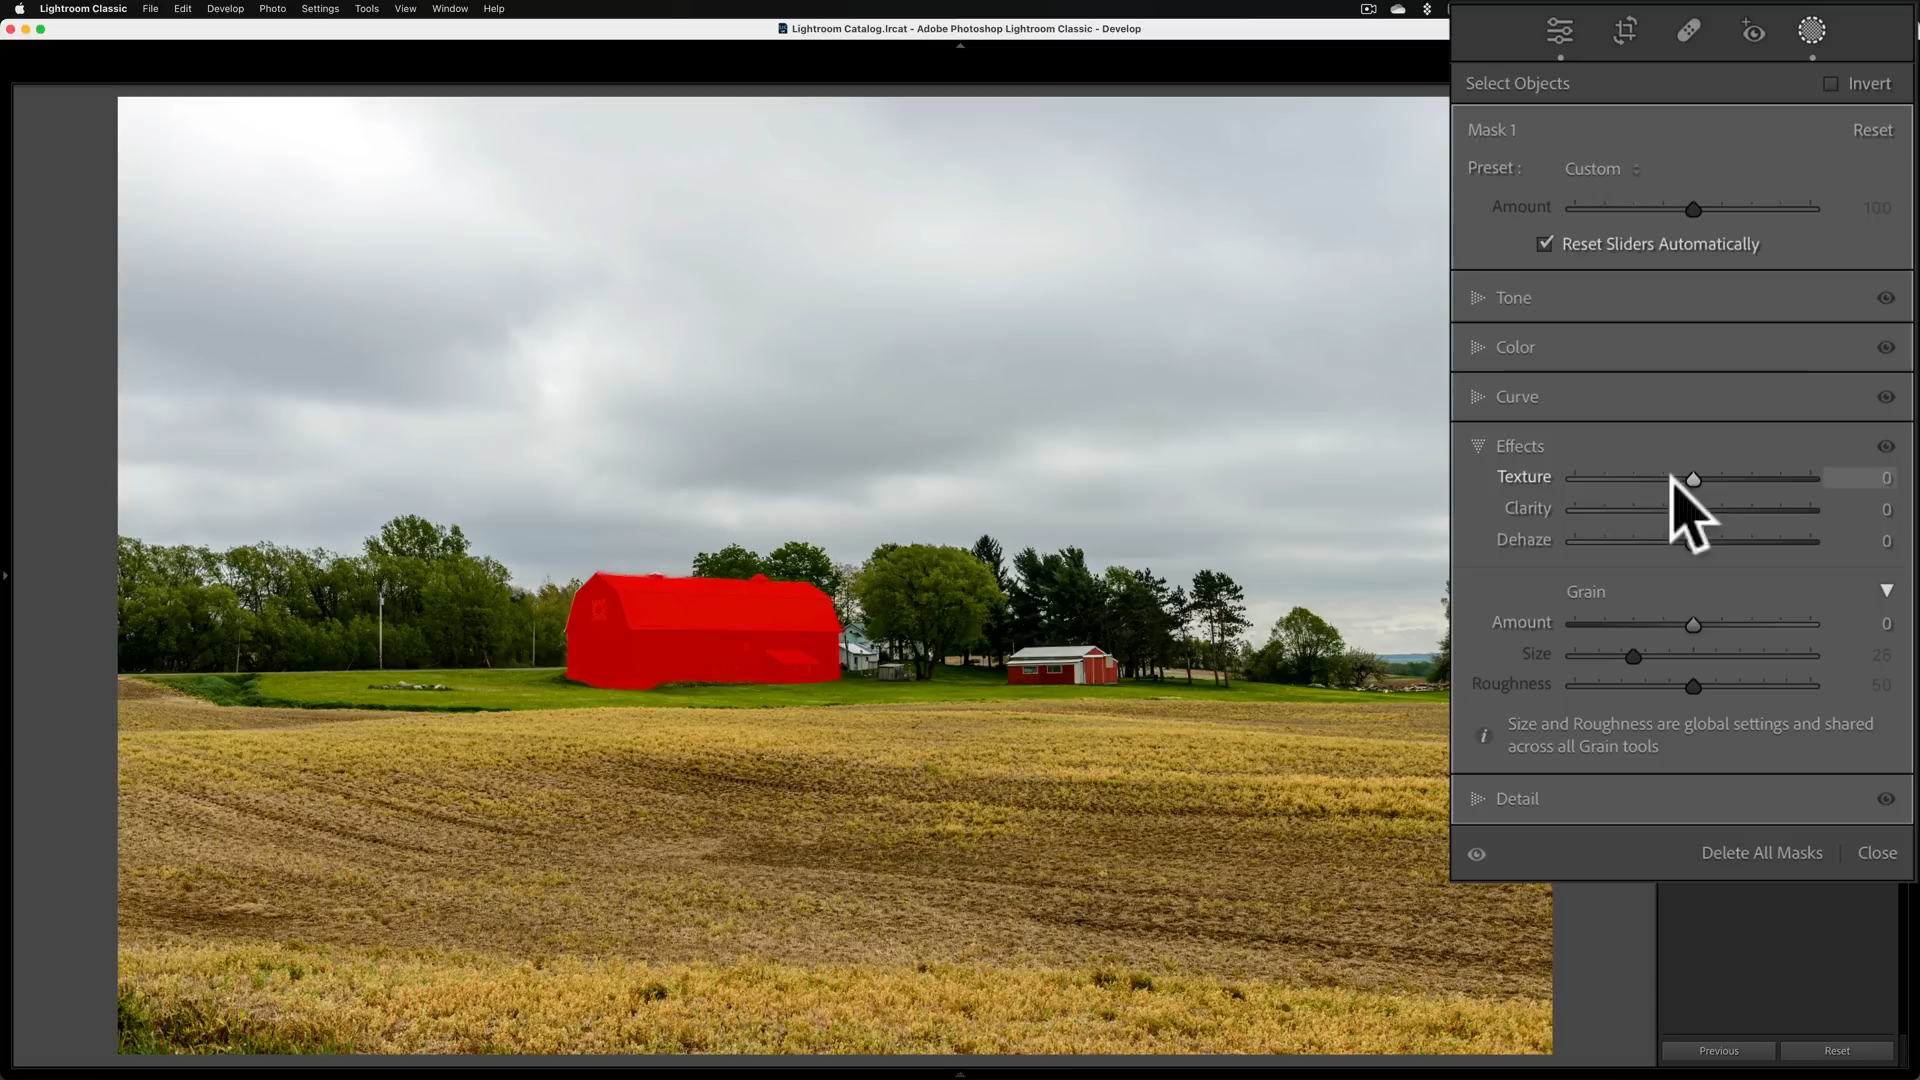 Lightroom Classic File Edit Develop Photo Settings Tools View Window Help
Lightroom Catalog.lrcat - Adobe Photoshop Lightroom Classic - Develop
Select Objects Invert
Mask 1 Reset
Preset : Custom
Amount 100
Reset Sliders Automatically
Tone
Color
Curve
Effects
Texture 0
Clarity 0
Dehaze 0
Grain
Amount 0
Size 25
Roughness 50
Size and Roughness are global settings and shared
across all Grain tools
Detail
Delete All Masks Close
Previous Reset